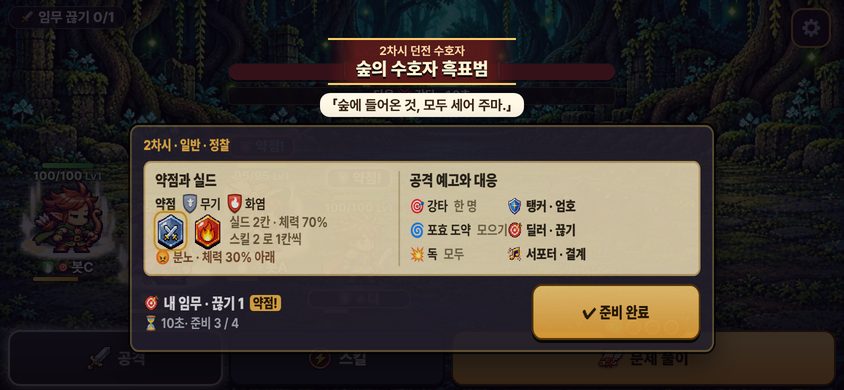 임무 끊기 0/1
2차시 던전 수호자
숲의 수호자 흑표범
「숲에 들어온 것, 모두 세어 주마.」
2차시 · 일반 · 정찰
약점과 실드
약점 무기 화염
실드 2칸 · 체력 70%
스킬 2 로 1칸씩
분노 · 체력 30% 아래
공격 예고와 대응
강타 한 명 탱커 · 엄호
포효 도약 모으기 딜러 · 끊기
독 모두 서포터 · 결계
100/100 Lv1
봇C
내 임무 · 끊기 1 약점!
10초· 준비 3 / 4
준비 완료
공격
스킬
문제 풀이